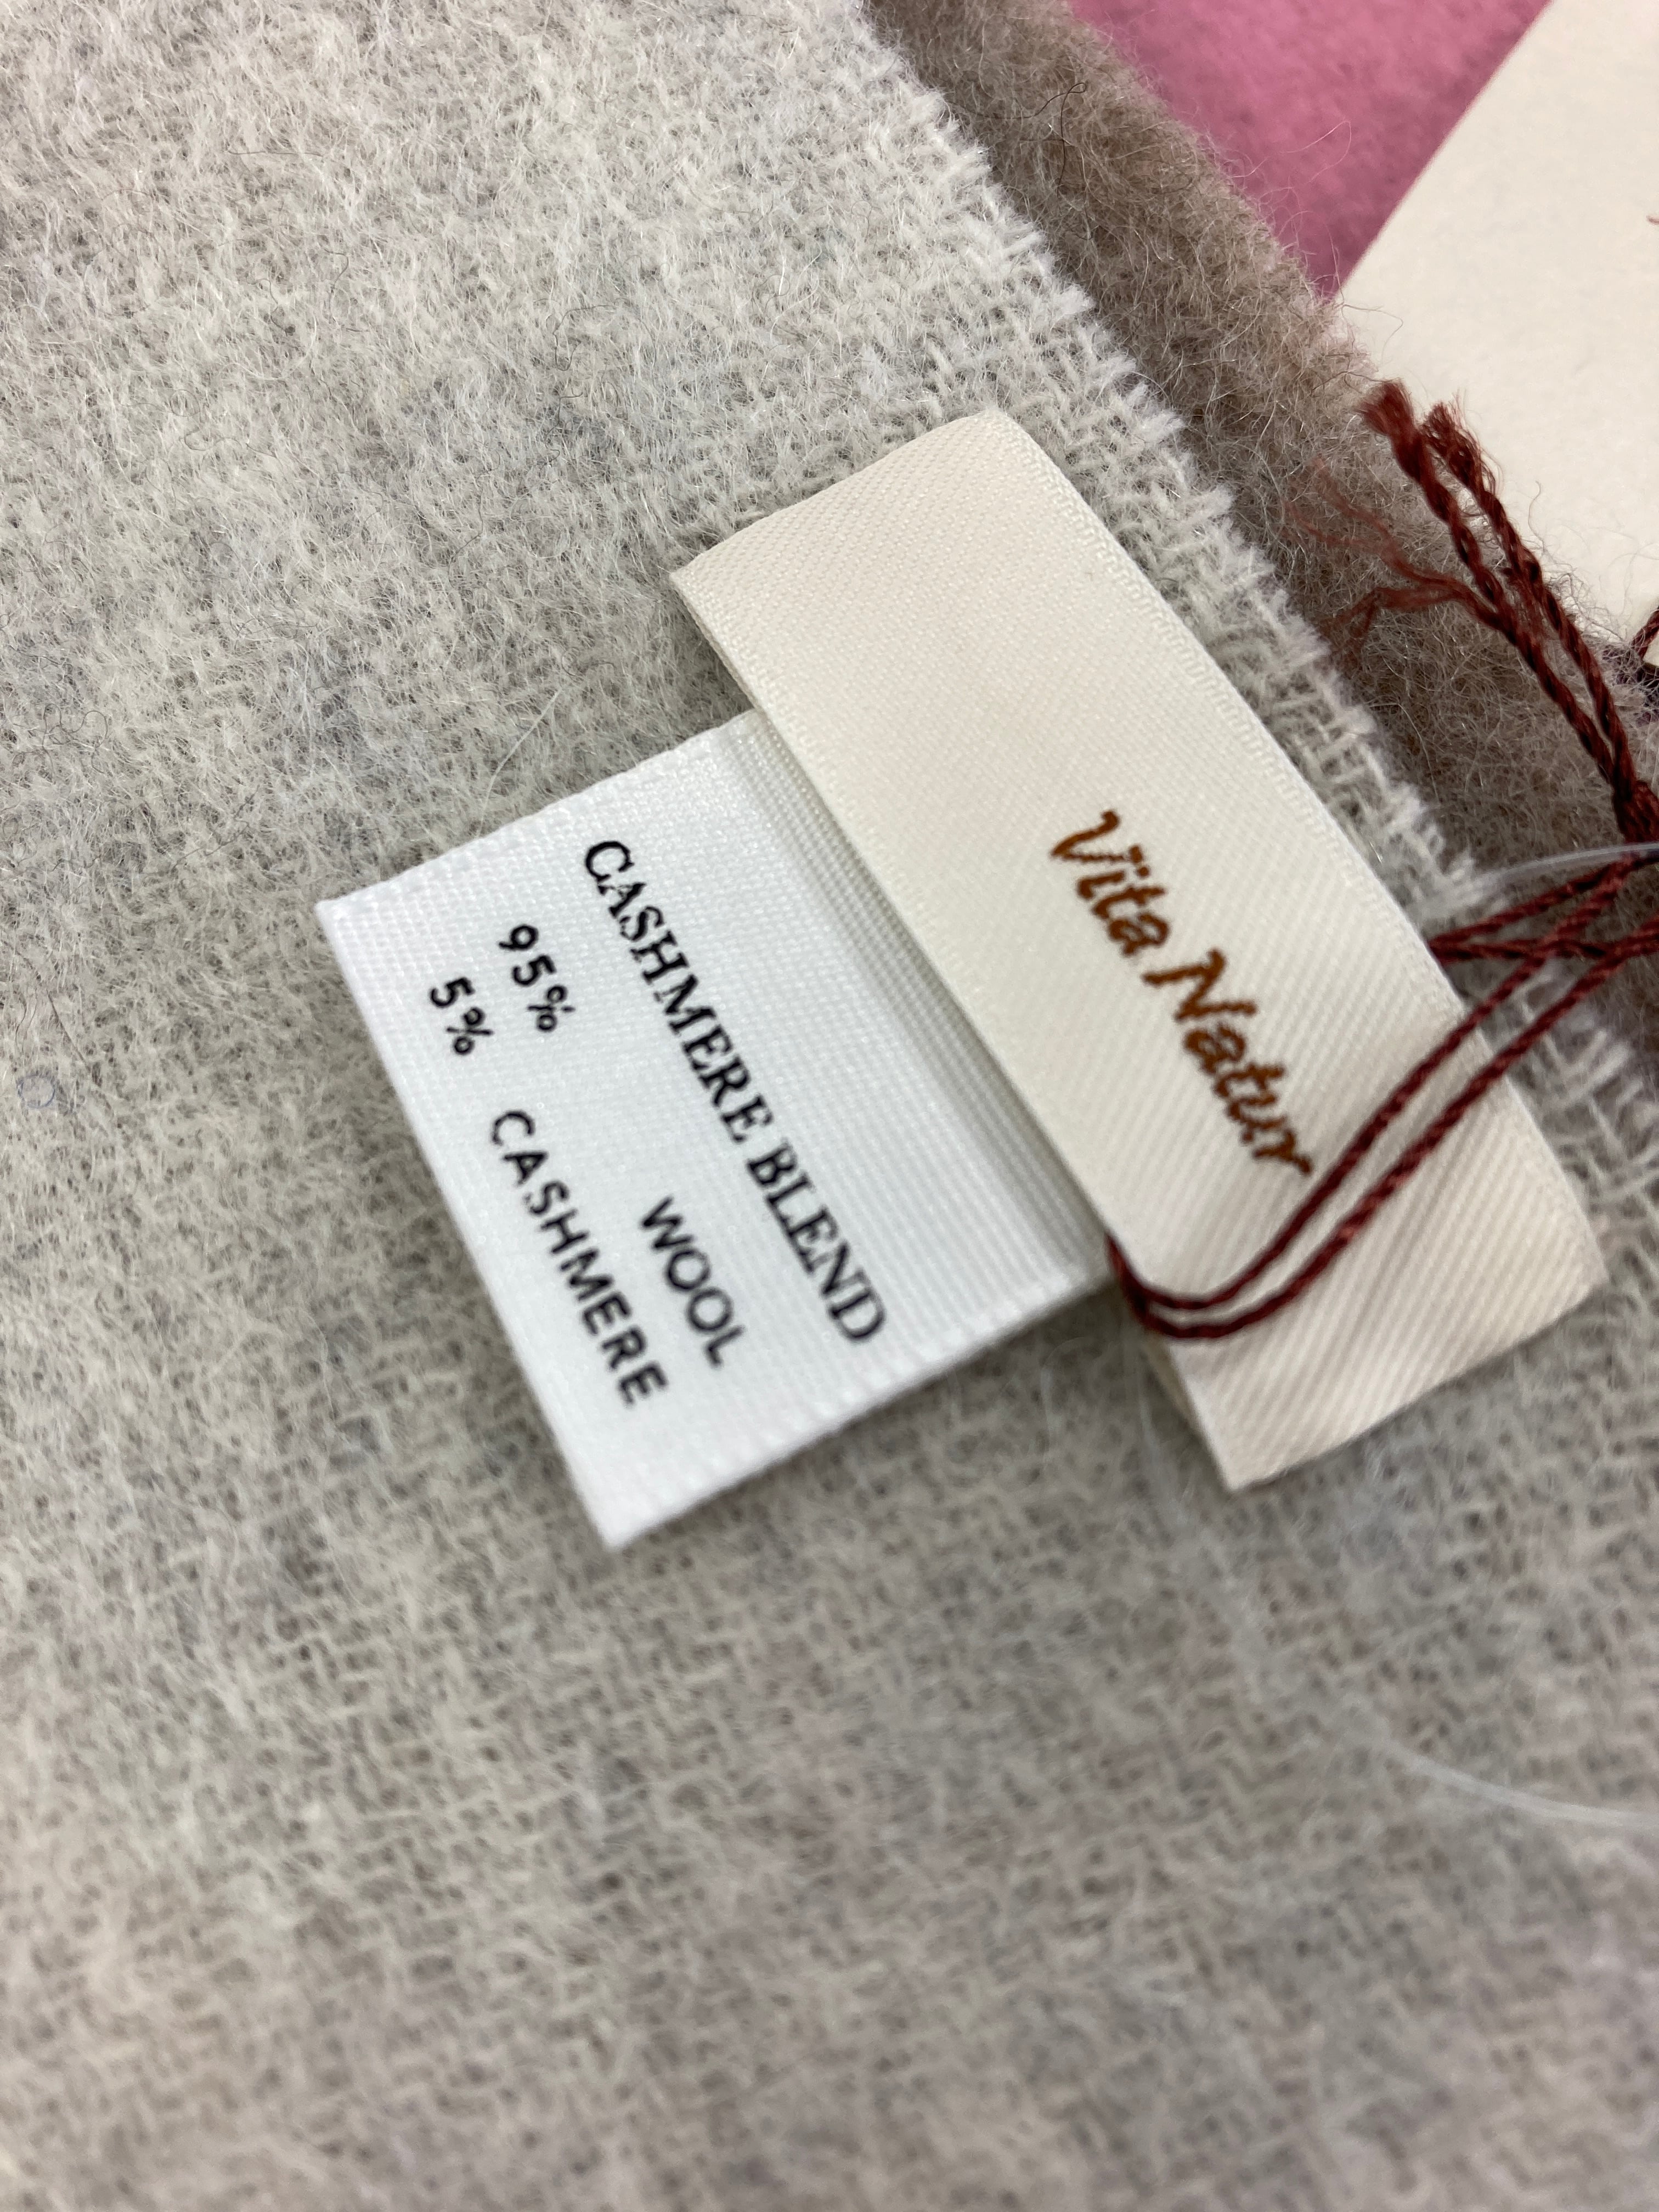 Vita Natur
CASHMERE BLEND
95% WOOL
5% CASHMERE